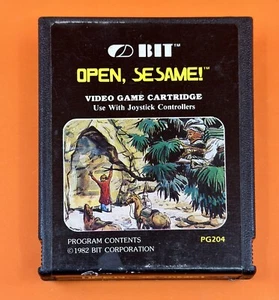 BIT™
OPEN, SESAME!™
VIDEO GAME CARTRIDGE
Use With Joystick Controllers
PROGRAM CONTENTS
©1982 BIT CORPORATION
PG204